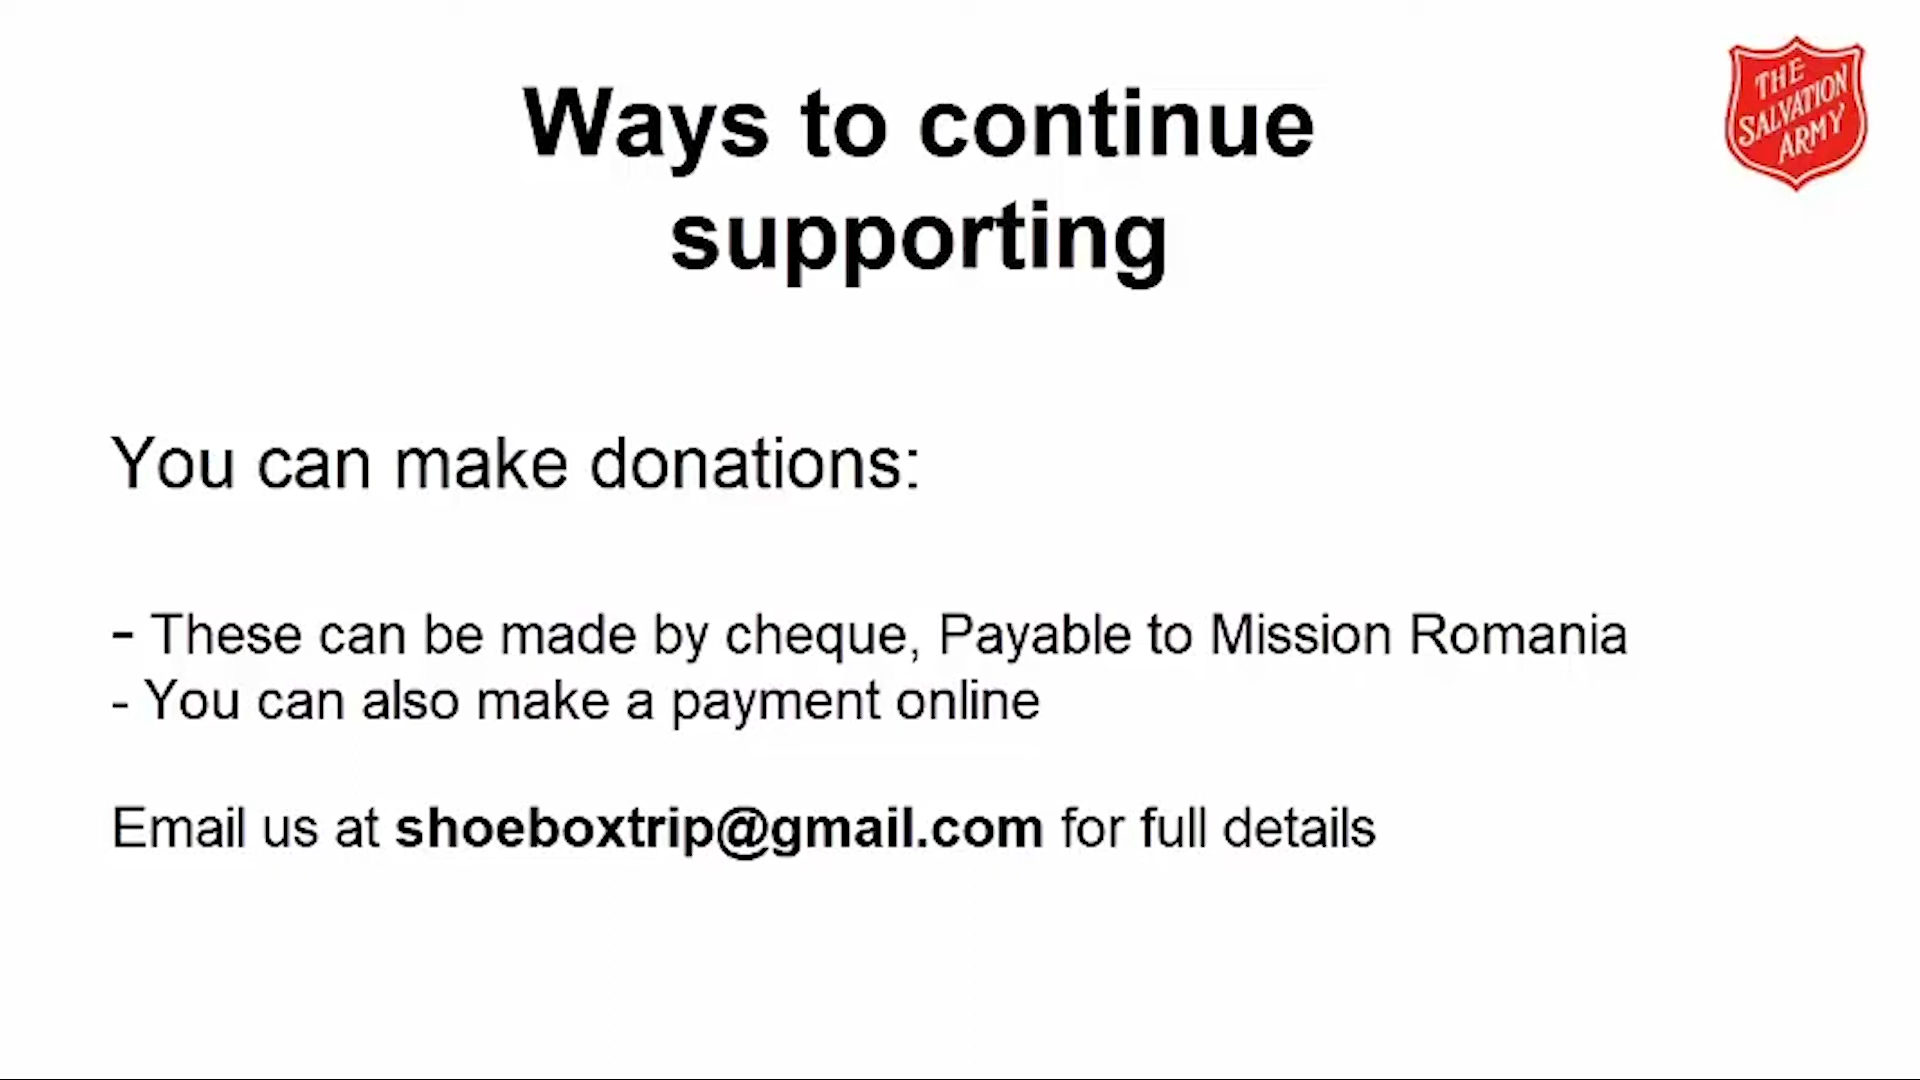 Ways to continue
supporting
THE
SALVATION
ARMY
You can make donations:
- These can be made by cheque, Payable to Mission Romania
- You can also make a payment online
Email us at shoeboxtrip@gmail.com for full details